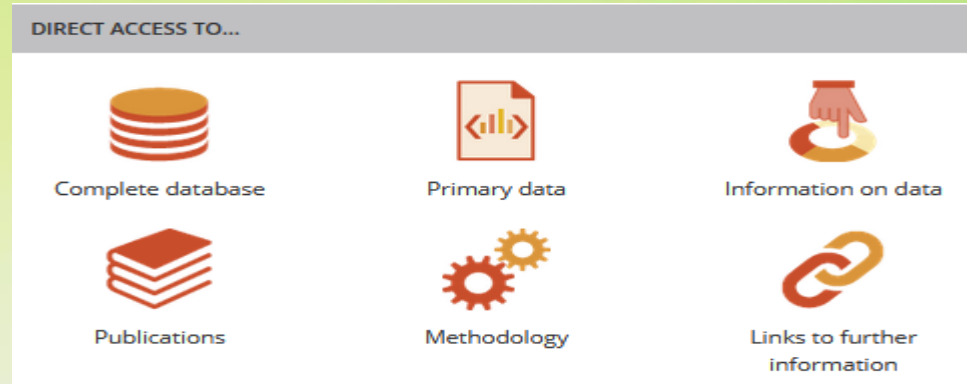 DIRECT ACCESS TO...
Complete database
Primary data
Information on data
Publications
Methodology
Links to further
information